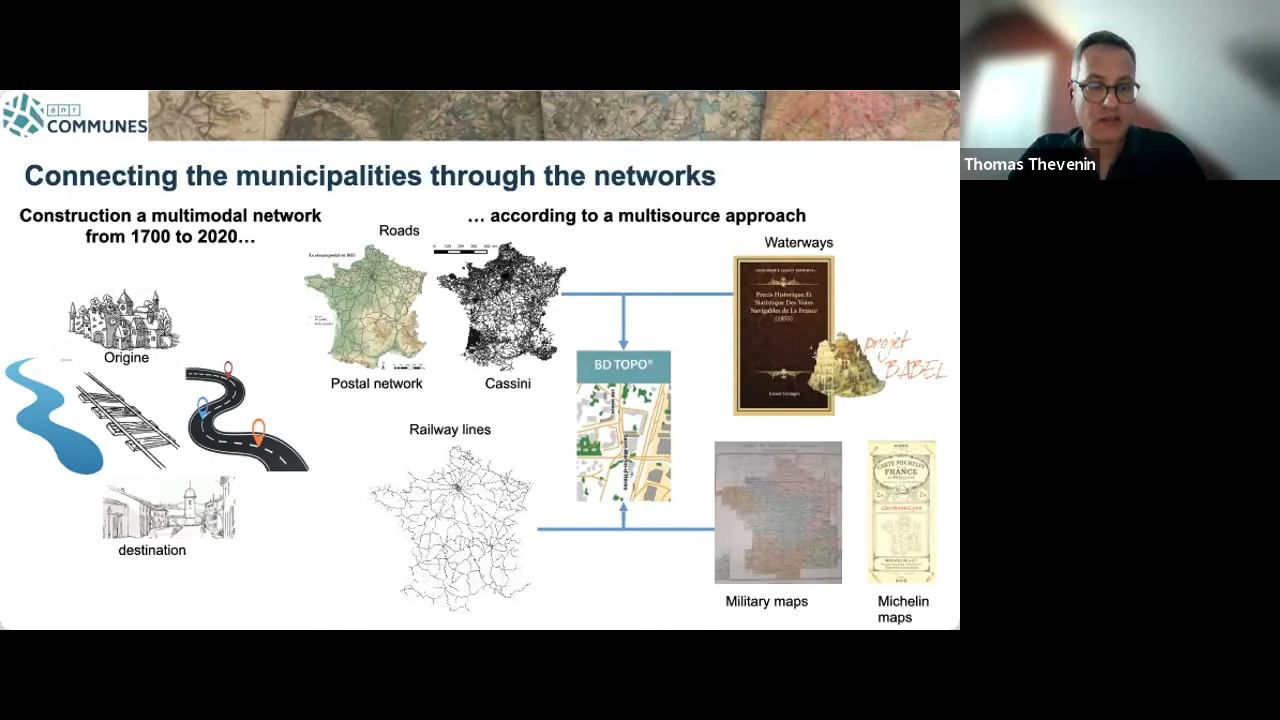 anr
COMMUNES
Thomas Thevenin
Connecting the municipalities through the networks
Construction a multimodal network
from 1700 to 2020…
… according to a multisource approach
Roads
Waterways
Origine
Postal network
Cassini
BD TOPO®
Precis Historique Et
Statistique Des Voies
Navigables De La France
(1855)
projet
BABEL
Railway lines
destination
CARTE MICHELIN
FRANCE
Military maps
Michelin
maps